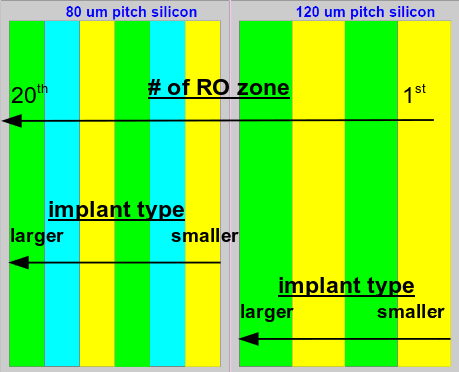 80 um pitch silicon
120 um pitch silicon
# of RO zone
20th
1st
implant type
larger smaller
implant type
larger smaller